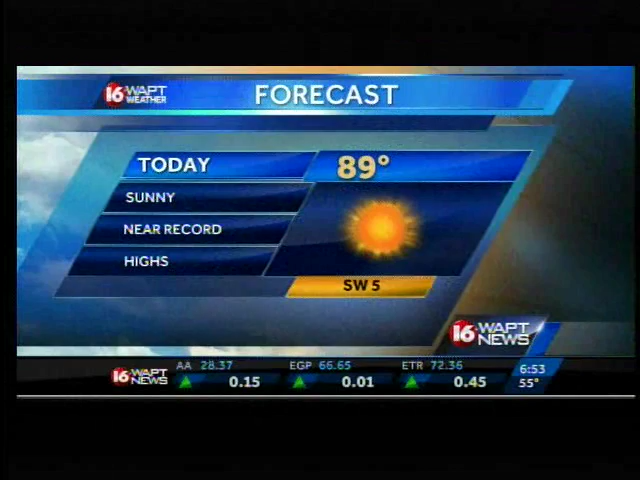 16 WAPT
WEATHER
FORECAST
TODAY
89°
SUNNY
NEAR RECORD
HIGHS
SW 5
16 WAPT
NEWS
16 WAPT
NEWS
AA 28.37
0.15
EGP 66.65
0.01
ETR 72.36
0.45
6:53
55°